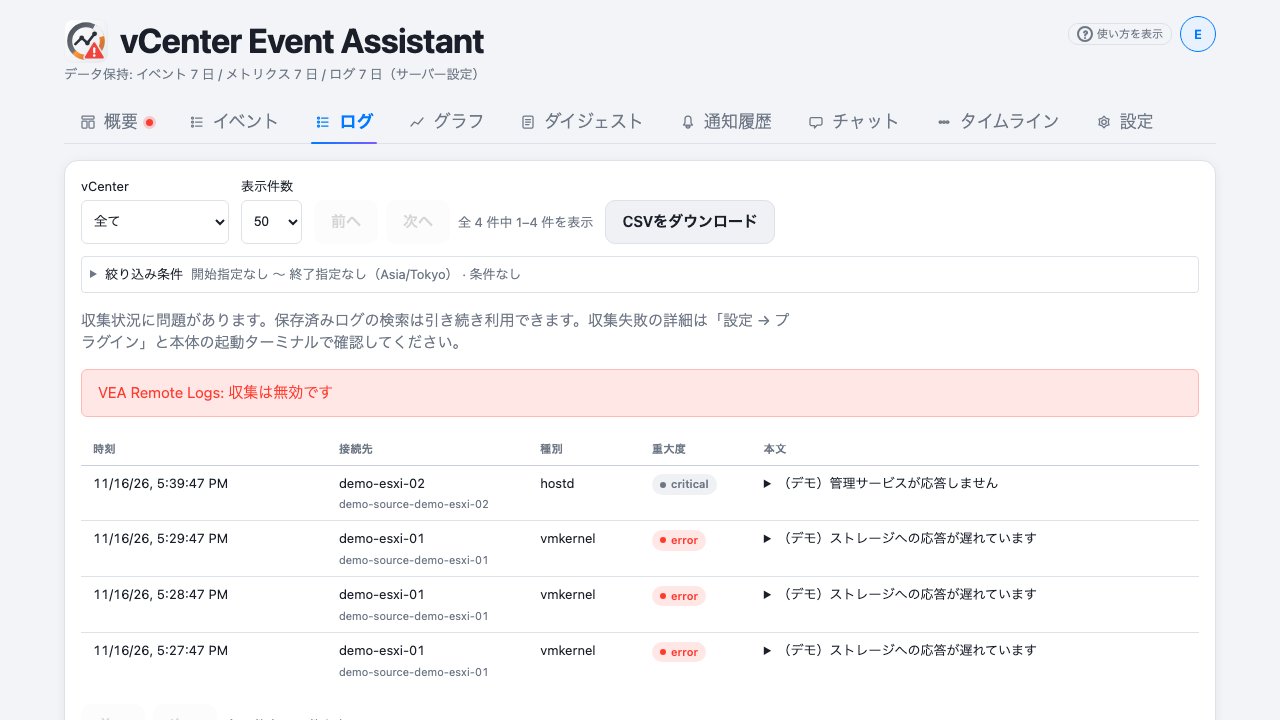 vCenter Event Assistant
使い方を表示
E
データ保持: イベント 7 日 / メトリクス 7 日 / ログ 7 日（サーバー設定）
概要 イベント ログ グラフ ダイジェスト 通知履歴 チャット タイムライン 設定
vCenter 表示件数
全て 50 前へ 次へ 全 4 件中 1–4 件を表示 CSVをダウンロード
絞り込み条件 開始指定なし 〜 終了指定なし（Asia/Tokyo） · 条件なし
収集状況に問題があります。保存済みログの検索は引き続き利用できます。収集失敗の詳細は「設定 → プ
ラグイン」と本体の起動ターミナルで確認してください。
VEA Remote Logs: 収集は無効です
時刻 接続先 種別 重大度 本文
11/16/26, 5:39:47 PM demo-esxi-02 hostd critical （デモ）管理サービスが応答しません
demo-source-demo-esxi-02
11/16/26, 5:29:47 PM demo-esxi-01 vmkernel error （デモ）ストレージへの応答が遅れています
demo-source-demo-esxi-01
11/16/26, 5:28:47 PM demo-esxi-01 vmkernel error （デモ）ストレージへの応答が遅れています
demo-source-demo-esxi-01
11/16/26, 5:27:47 PM demo-esxi-01 vmkernel error （デモ）ストレージへの応答が遅れています
demo-source-demo-esxi-01